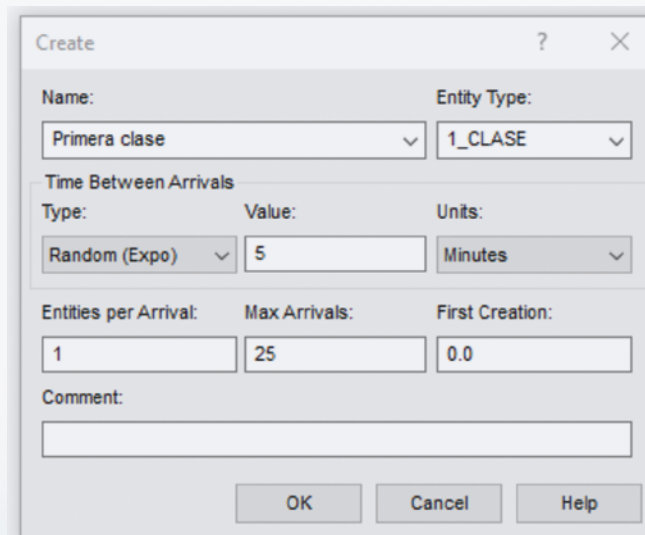 Create ?
Name: Entity Type:
Primera clase 1_CLASE
Time Between Arrivals
Type: Value: Units:
Random (Expo) 5 Minutes
Entities per Arrival: Max Arrivals: First Creation:
1 25 0.0
Comment:
OK Cancel Help